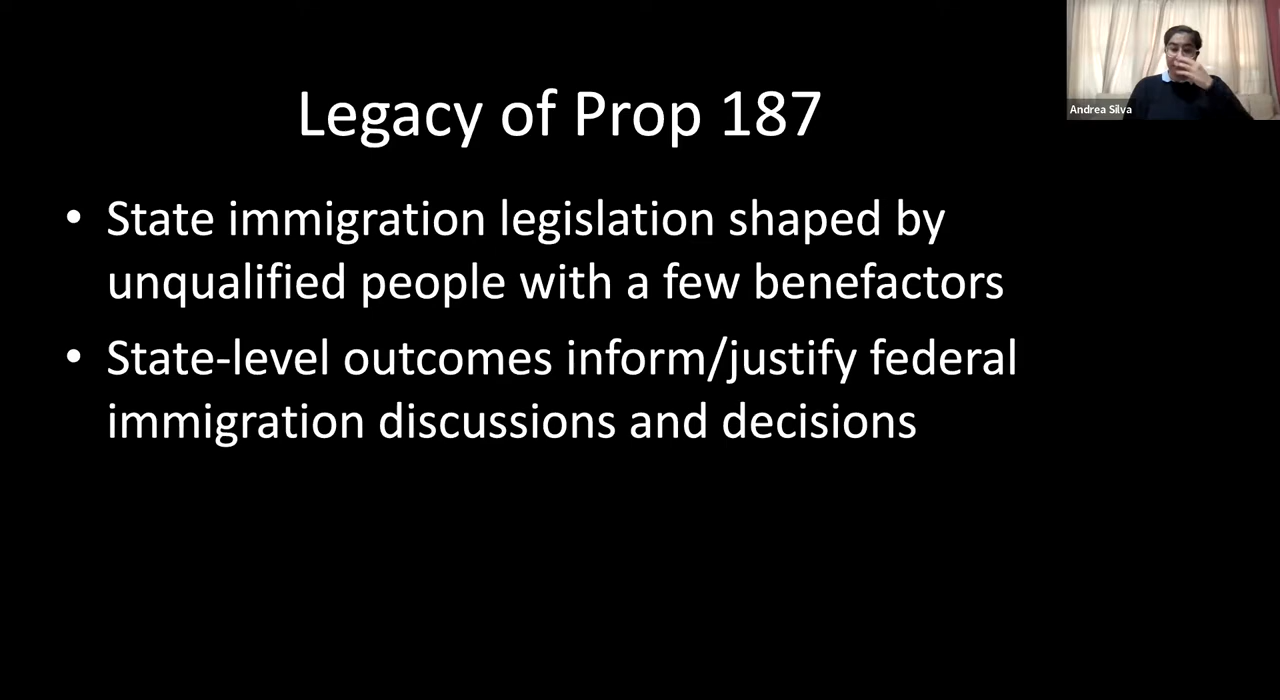 Legacy of Prop 187
• State immigration legislation shaped by
unqualified people with a few benefactors
• State-level outcomes inform/justify federal
immigration discussions and decisions
Andrea Silva